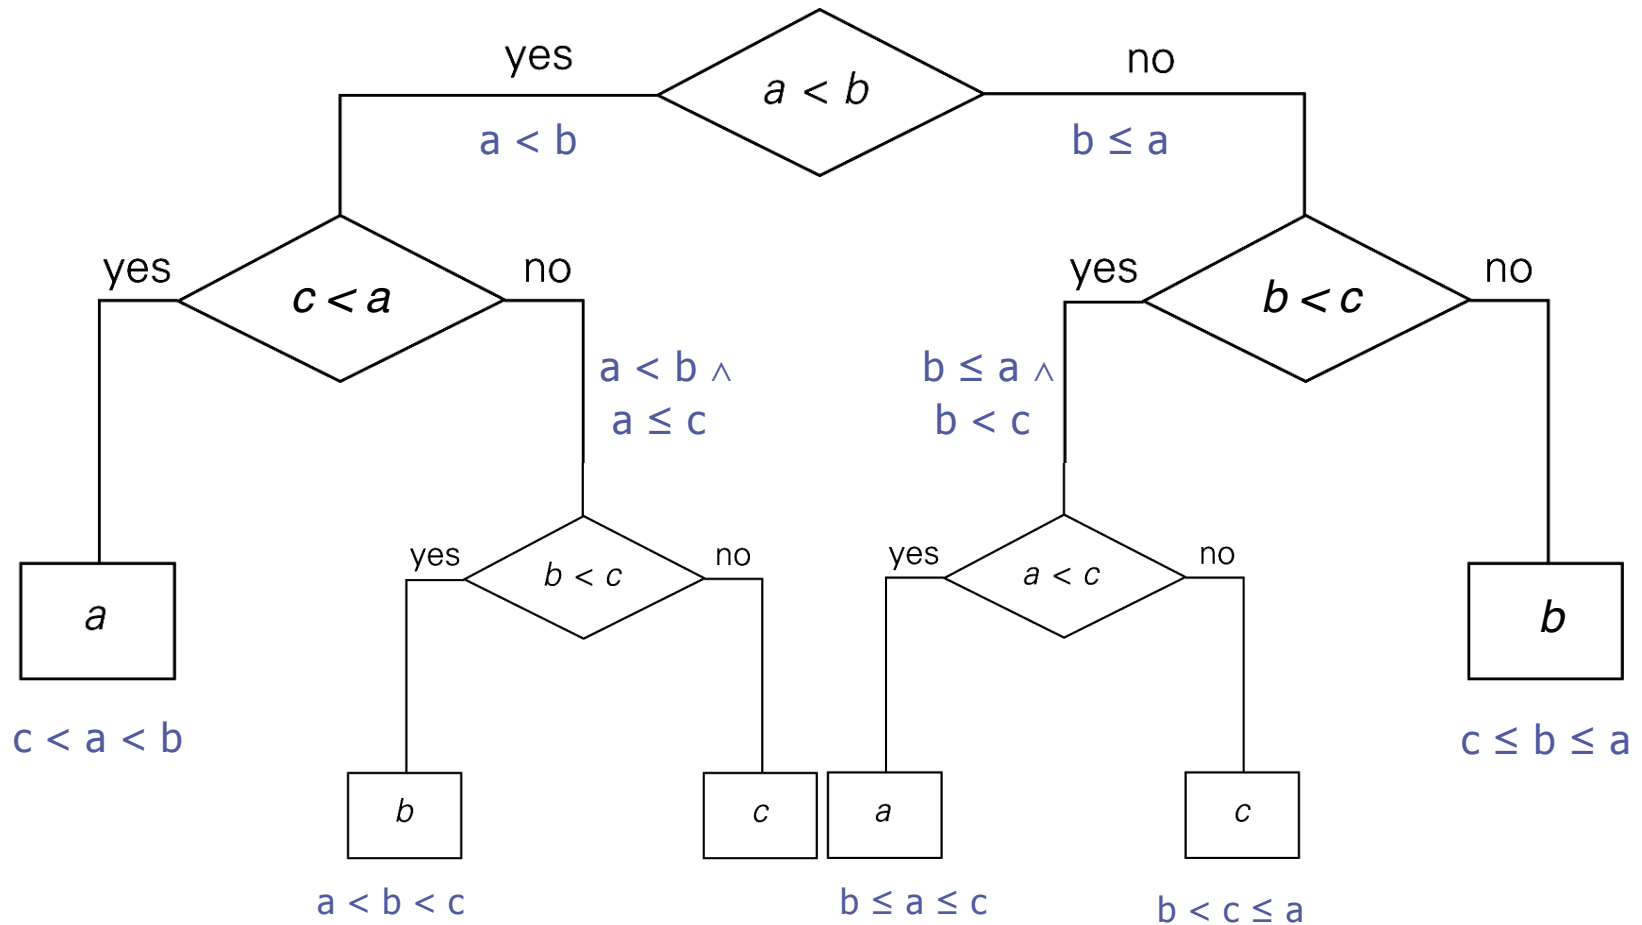 yes
a < b
no
a < b
b ≤ a
yes
c < a
no
yes
b < c
no
a < b ∧
a ≤ c
b ≤ a ∧
b < c
yes
b < c
no
yes
a < c
no
a
b
c < a < b
c ≤ b ≤ a
b
c
a
c
a < b < c
b ≤ a ≤ c
b < c ≤ a